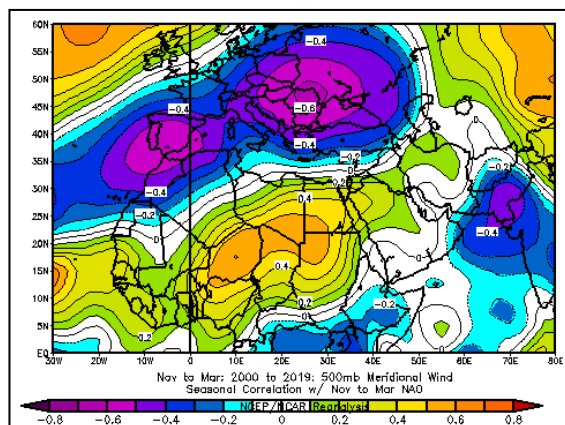 60N
55N
50N
45N
40N
35N
30N
25N
20N
15N
10N
5N
EQ
30W 20W 10W 0 10E 20E 30E 40E 50E 60E 70E 80E
-0.4
-0.4
-0.6
-0.4
-0.4
-0.2
-0.2
0
0
0.2
0.4
-0.2
-0.4
-0.2
0
0
0.4
0.2
-0.2
0.2
Nov to Mar: 2000 to 2019: 500mb Meridional Wind
Seasonal Correlation w/ Nov to Mar NAO
NCEP/NCAR Reanalysis
-0.8 -0.6 -0.4 -0.2 0 0.2 0.4 0.6 0.8